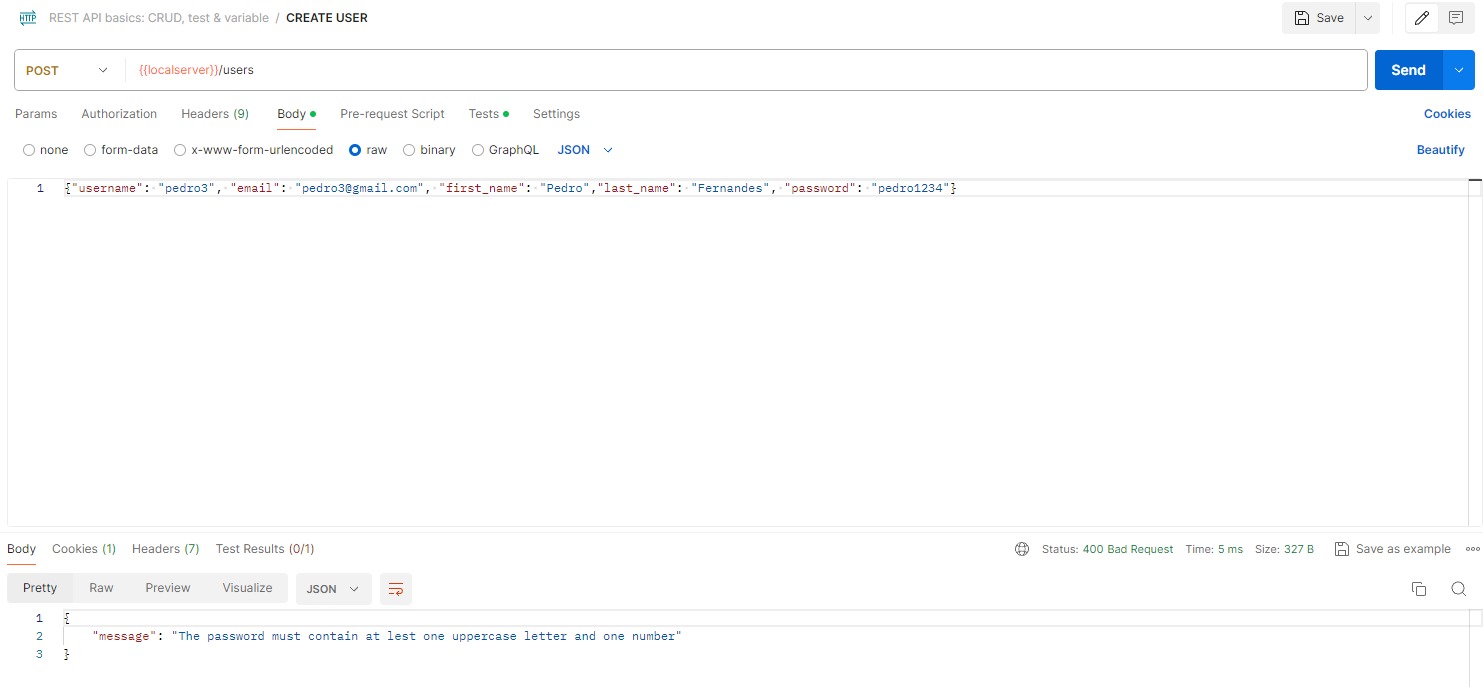 HTTP REST API basics: CRUD, test & variable / CREATE USER Save
POST {{localserver}}/users Send
Params Authorization Headers (9) Body Pre-request Script Tests Settings Cookies
none form-data x-www-form-urlencoded raw binary GraphQL JSON Beautify
1 {"username": "pedro3", "email": "pedro3@gmail.com", "first_name": "Pedro","last_name": "Fernandes", "password": "pedro1234"}
Body Cookies (1) Headers (7) Test Results (0/1) Status: 400 Bad Request Time: 5 ms Size: 327 B Save as example
Pretty Raw Preview Visualize JSON
1 {
2 "message": "The password must contain at lest one uppercase letter and one number"
3 }